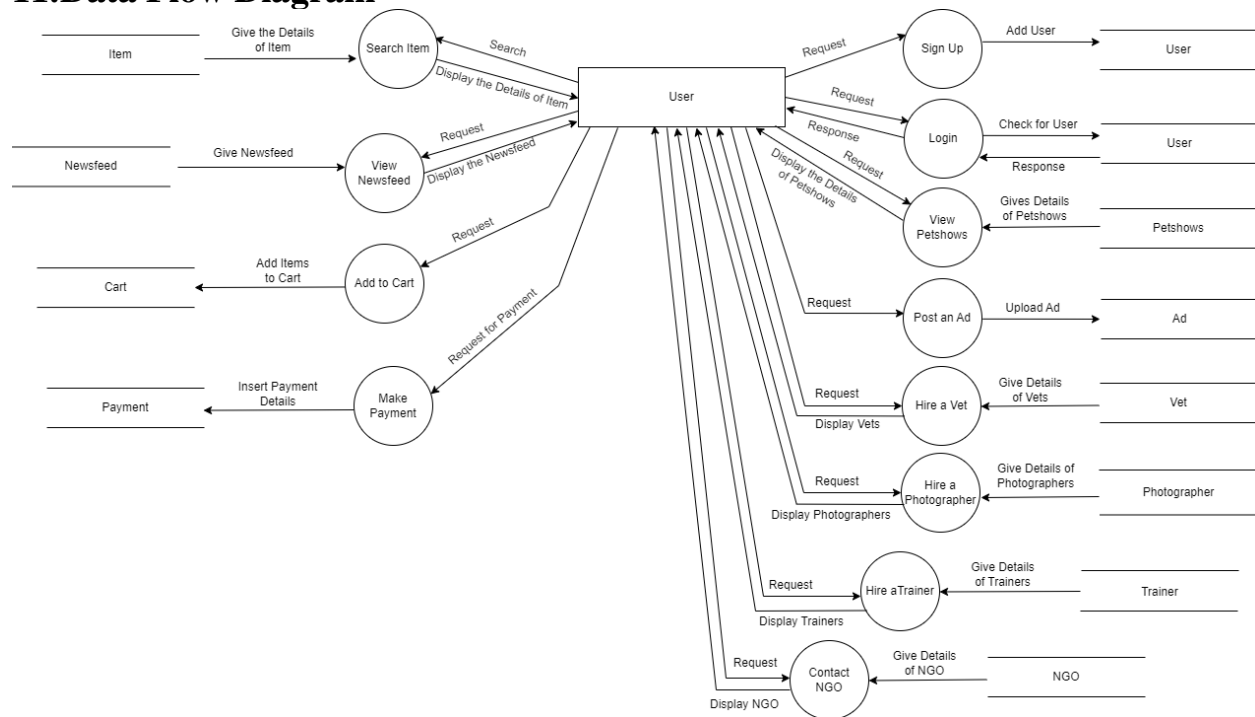 11.Data Flow Diagram
Item
Give the Details
of Item
Search Item
Search
Display the Details of Item
User
Request
Sign Up
Add User
User
Newsfeed
Give Newsfeed
View
Newsfeed
Request
Display the Newsfeed
Request
Response
Login
Check for User
Response
User
Request
Display the Details
of Petshows
View
Petshows
Gives Details
of Petshows
Petshows
Cart
Add Items
to Cart
Add to Cart
Request
Request
Post an Ad
Upload Ad
Ad
Payment
Insert Payment
Details
Make
Payment
Request for Payment
Request
Display Vets
Hire a Vet
Give Details
of Vets
Vet
Request
Display Photographers
Hire a
Photographer
Give Details of
Photographers
Photographer
Request
Display Trainers
Hire aTrainer
Give Details
of Trainers
Trainer
Request
Display NGO
Contact
NGO
Give Details
of NGO
NGO